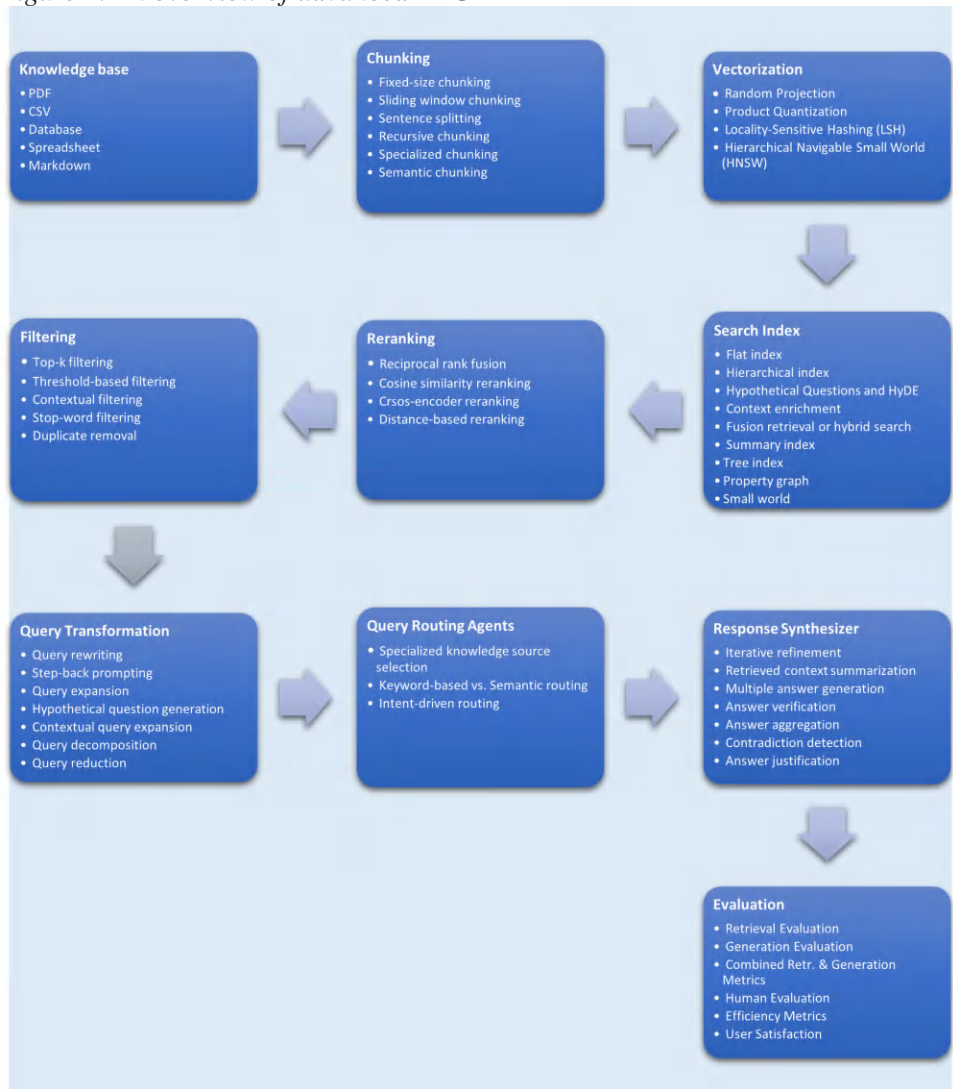 Knowledge base
• PDF
• CSV
• Database
• Spreadsheet
• Markdown
Chunking
• Fixed-size chunking
• Sliding window chunking
• Sentence splitting
• Recursive chunking
• Specialized chunking
• Semantic chunking
Vectorization
• Random Projection
• Product Quantization
• Locality-Sensitive Hashing (LSH)
• Hierarchical Navigable Small World
(HNSW)
Filtering
• Top-k filtering
• Threshold-based filtering
• Contextual filtering
• Stop-word filtering
• Duplicate removal
Reranking
• Reciprocal rank fusion
• Cosine similarity reranking
• Crsos-encoder reranking
• Distance-based reranking
Search Index
• Flat index
• Hierarchical index
• Hypothetical Questions and HyDE
• Context enrichment
• Fusion retrieval or hybrid search
• Summary index
• Tree index
• Property graph
• Small world
Query Transformation
• Query rewriting
• Step-back prompting
• Query expansion
• Hypothetical question generation
• Contextual query expansion
• Query decomposition
• Query reduction
Query Routing Agents
• Specialized knowledge source
selection
• Keyword-based vs. Semantic routing
• Intent-driven routing
Response Synthesizer
• Iterative refinement
• Retrieved context summarization
• Multiple answer generation
• Answer verification
• Answer aggregation
• Contradiction detection
• Answer justification
Evaluation
• Retrieval Evaluation
• Generation Evaluation
• Combined Retr. & Generation
Metrics
• Human Evaluation
• Efficiency Metrics
• User Satisfaction